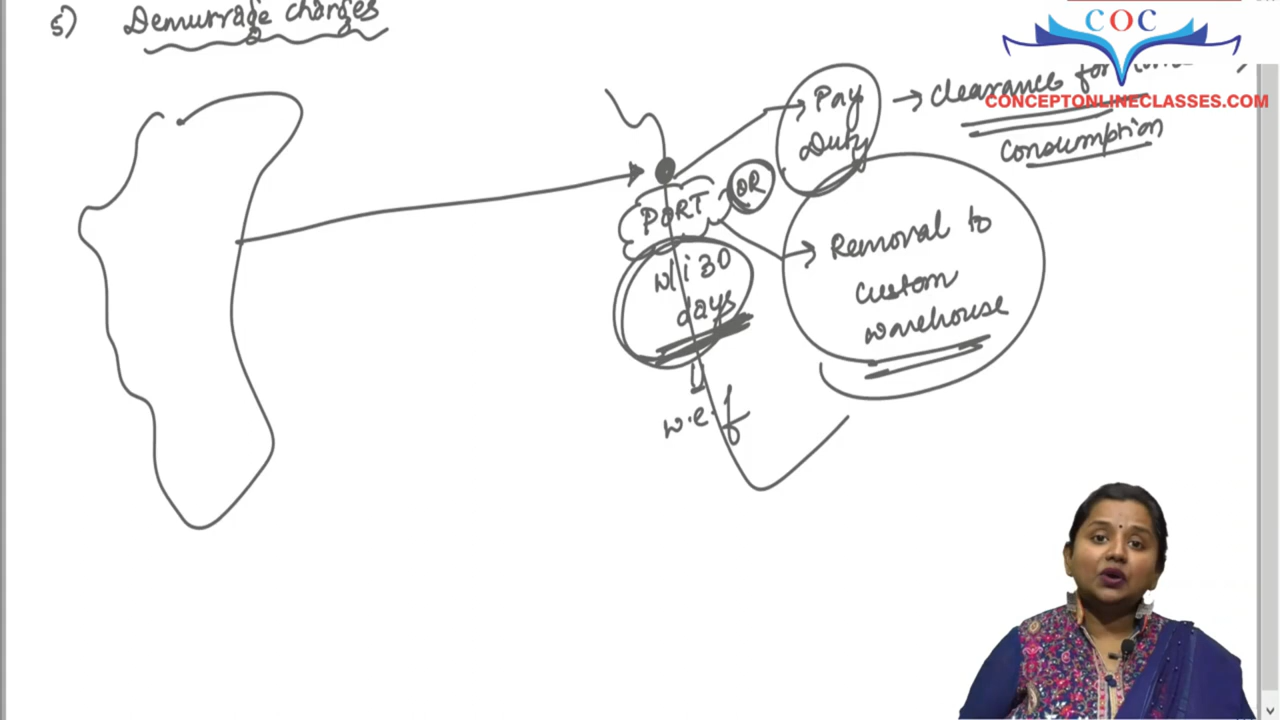 5) Demurrage charges
COC
CONCEPTONLINECLASSES.COM
Pay
Duty
→ Clearance for
Consumption
OR
PORT
w/i 30
days
w.e.f
Removal to
custom
warehouse